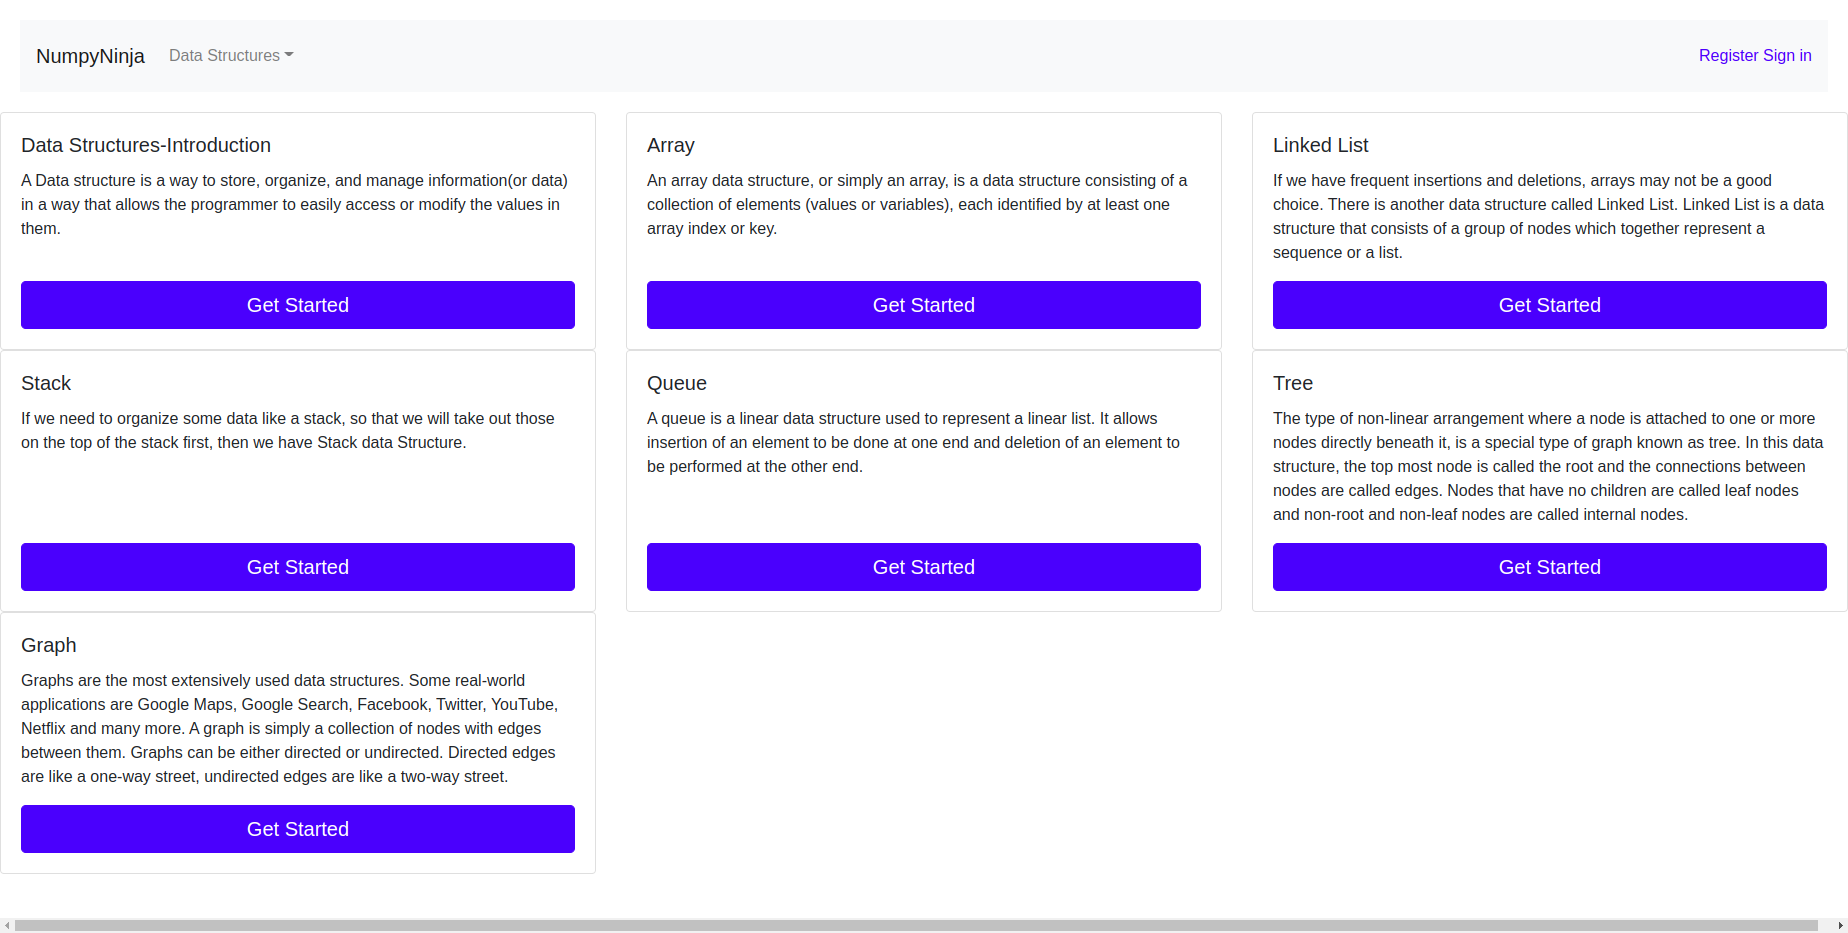 NumpyNinja Data Structures Register Sign in
Data Structures-Introduction
A Data structure is a way to store, organize, and manage information(or data)
in a way that allows the programmer to easily access or modify the values in
them.
Get Started
Array
An array data structure, or simply an array, is a data structure consisting of a
collection of elements (values or variables), each identified by at least one
array index or key.
Get Started
Linked List
If we have frequent insertions and deletions, arrays may not be a good
choice. There is another data structure called Linked List. Linked List is a data
structure that consists of a group of nodes which together represent a
sequence or a list.
Get Started
Stack
If we need to organize some data like a stack, so that we will take out those
on the top of the stack first, then we have Stack data Structure.
Get Started
Queue
A queue is a linear data structure used to represent a linear list. It allows
insertion of an element to be done at one end and deletion of an element to
be performed at the other end.
Get Started
Tree
The type of non-linear arrangement where a node is attached to one or more
nodes directly beneath it, is a special type of graph known as tree. In this data
structure, the top most node is called the root and the connections between
nodes are called edges. Nodes that have no children are called leaf nodes
and non-root and non-leaf nodes are called internal nodes.
Get Started
Graph
Graphs are the most extensively used data structures. Some real-world
applications are Google Maps, Google Search, Facebook, Twitter, YouTube,
Netflix and many more. A graph is simply a collection of nodes with edges
between them. Graphs can be either directed or undirected. Directed edges
are like a one-way street, undirected edges are like a two-way street.
Get Started